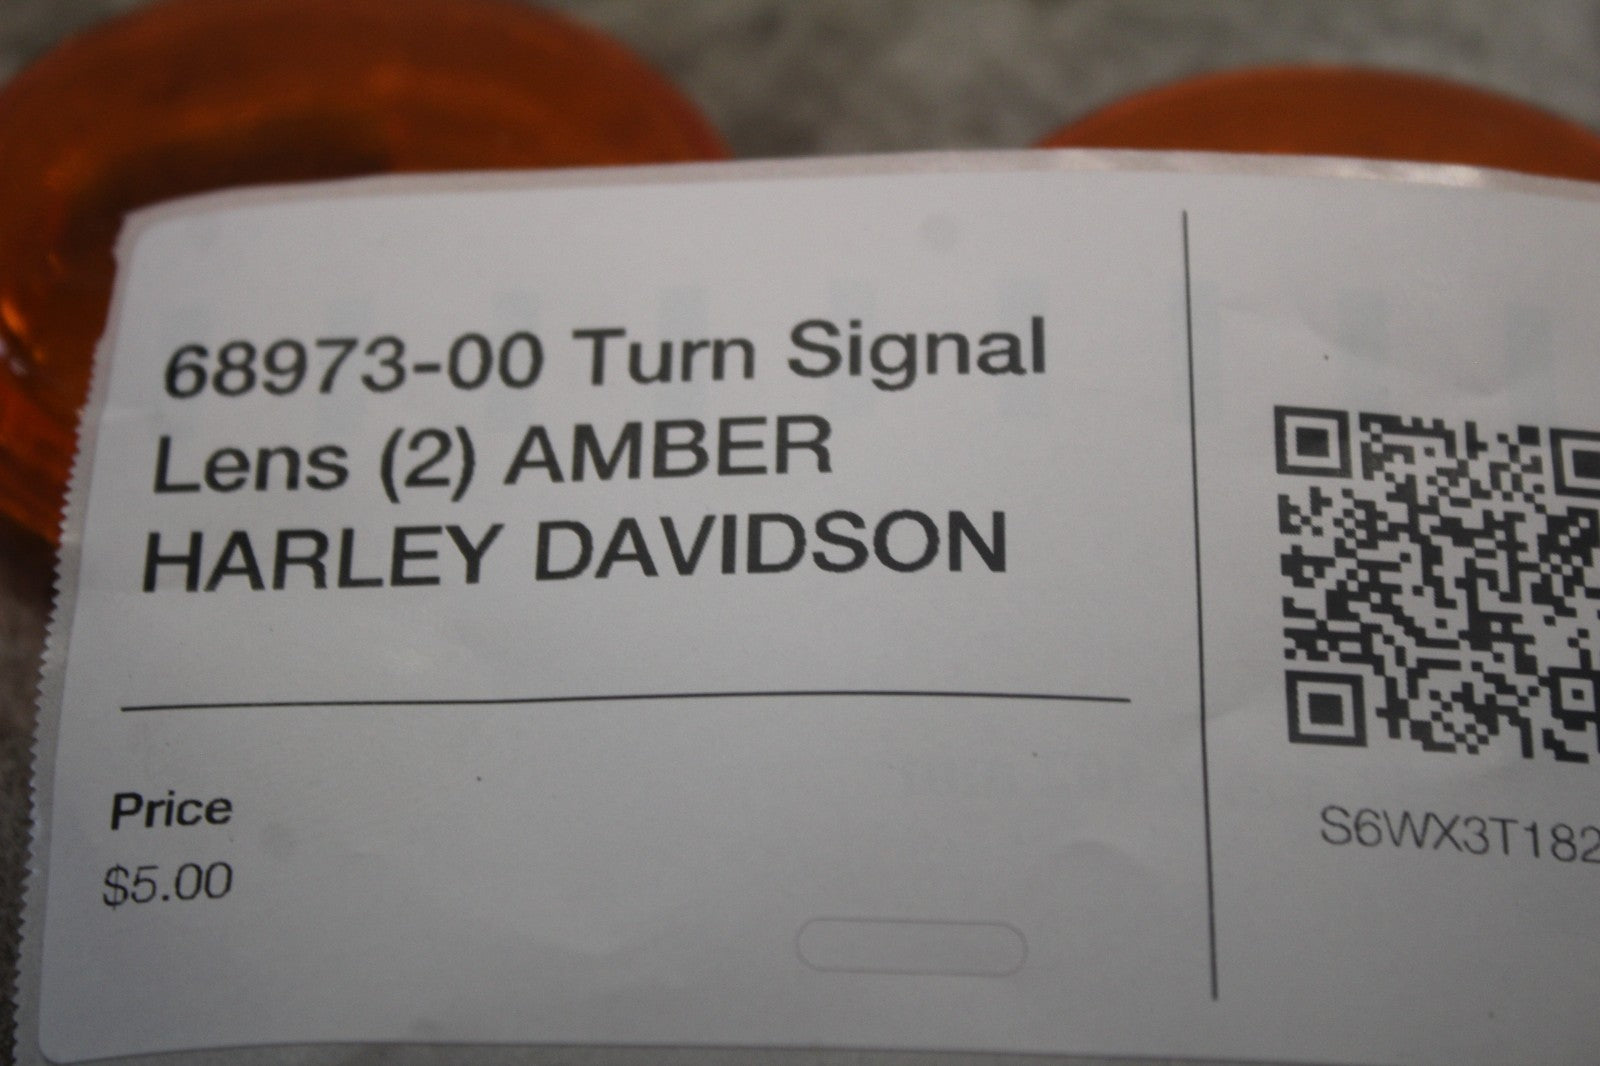 68973-00 Turn Signal
Lens (2) AMBER
HARLEY DAVIDSON
Price
$5.00
S6WX3T182